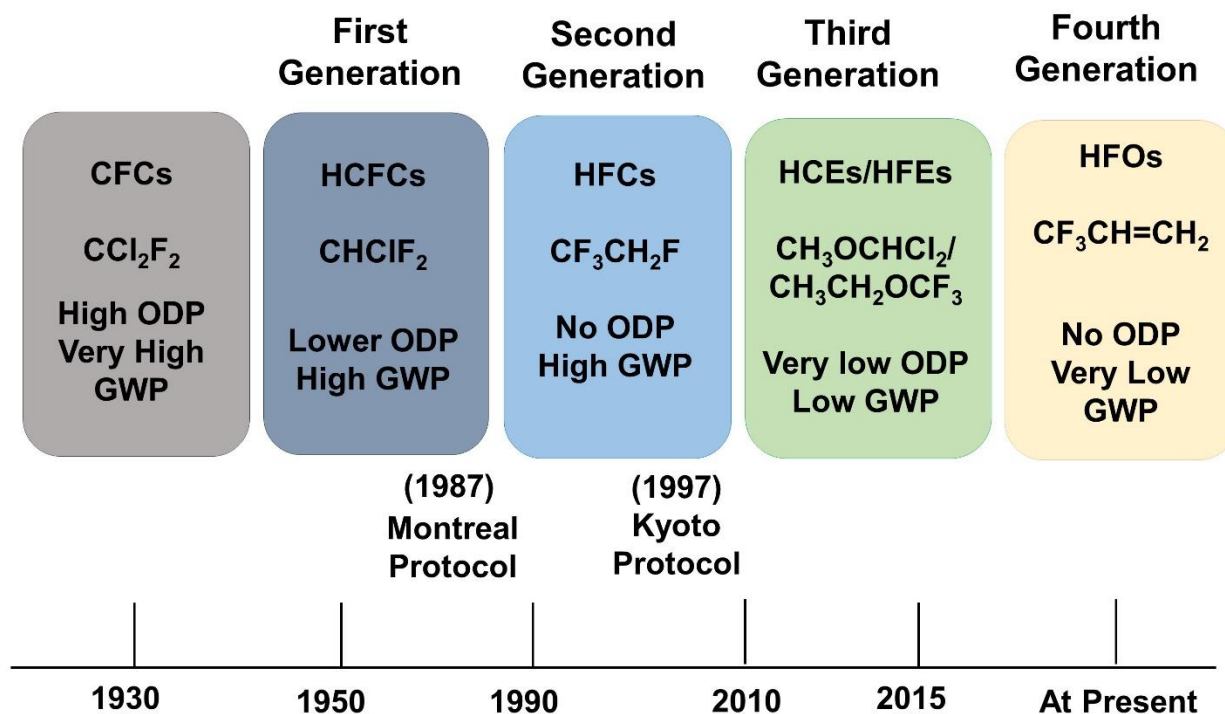 First
Generation
Second
Generation
Third
Generation
Fourth
Generation
CFCs
CCl₂F₂
High ODP
Very High
GWP
HCFCs
CHClF₂
Lower ODP
High GWP
HFCs
CF₃CH₂F
No ODP
High GWP
HCEs/HFEs
CH₃OCHCl₂/
CH₃CH₂OCF₃
Very low ODP
Low GWP
HFOs
CF₃CH=CH₂
No ODP
Very Low
GWP
(1987)
Montreal
Protocol
(1997)
Kyoto
Protocol
1930
1950
1990
2010
2015
At Present